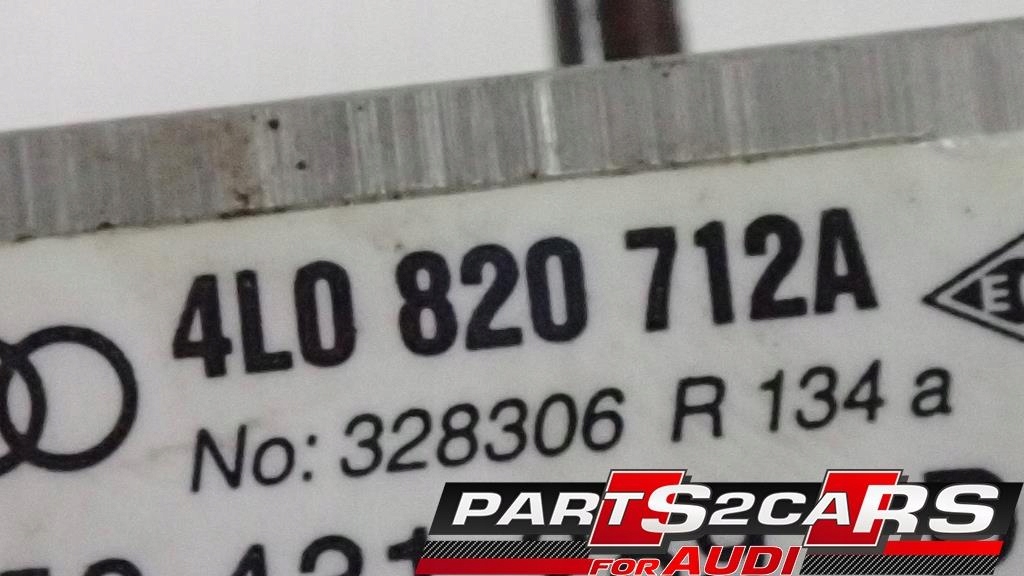 4L0 820 712A
No: 328306 R 134 a
PARTS2CARS
FOR AUDI